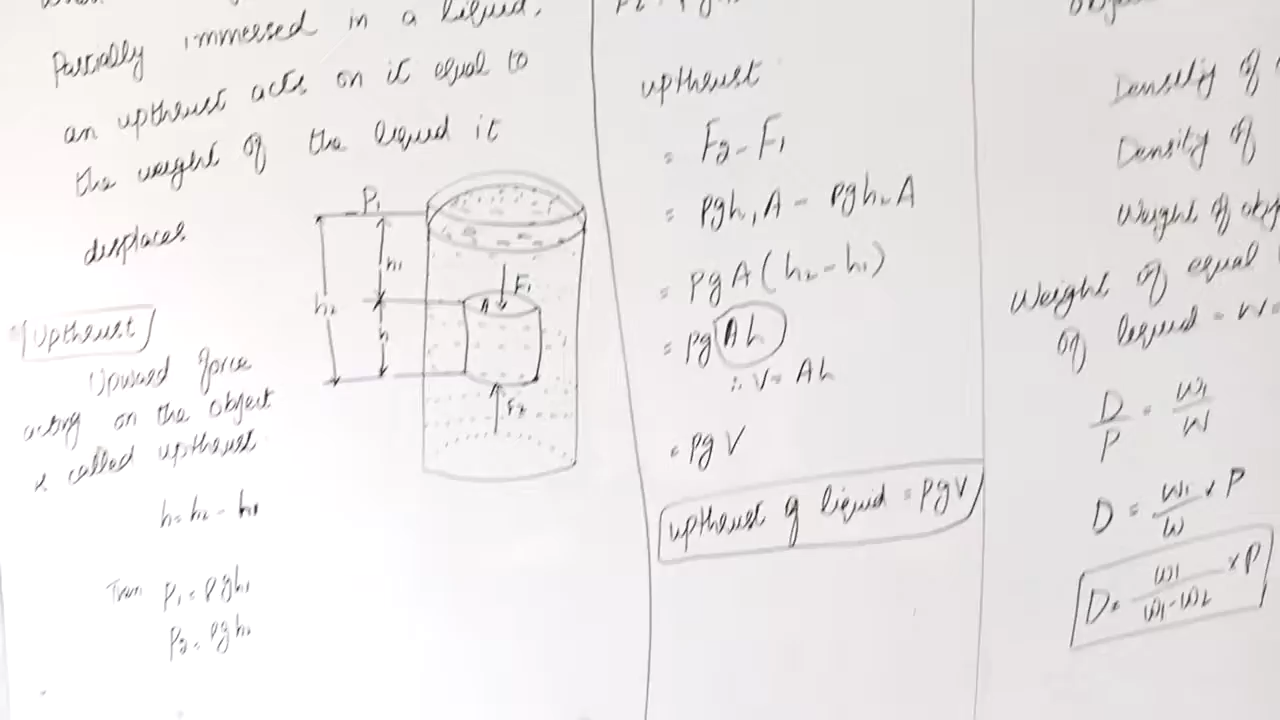 Partially immersed in a liquid,
an upthrust acts on it equal to
the weight of the liquid it
displaces
Upthrust
Upward force
acting on the object
is called upthrust
h = h2 - h1
P1 = ρgh1
P2 = ρgh2
P1
h1
h2
h
A
F1
F2
upthrust
= F2 - F1
= ρgh1A - ρgh2A
= ρgA(h2 - h1)
= ρg Ah
∴ V = Ah
= ρgV
upthrust of liquid = ρgV
Density of
Density of
Weight of
Weight of equal
of liquid = W =
D/ρ = W1/W
D = W1/W × ρ
D = W1/W1-W2 × ρ